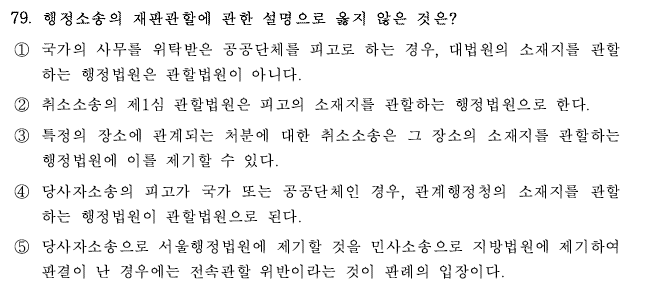 79. 행정소송의 재판관할에 관한 설명으로 옳지 않은 것은?
① 국가의 사무를 위탁받은 공공단체를 피고로 하는 경우, 대법원의 소재지를 관할
하는 행정법원은 관할법원이 아니다.
② 취소소송의 제1심 관할법원은 피고의 소재지를 관할하는 행정법원으로 한다.
③ 특정의 장소에 관계되는 처분에 대한 취소소송은 그 장소의 소재지를 관할하는
행정법원에 이를 제기할 수 있다.
④ 당사자소송의 피고가 국가 또는 공공단체인 경우, 관계행정청의 소재지를 관할
하는 행정법원이 관할법원으로 된다.
⑤ 당사자소송으로 서울행정법원에 제기할 것을 민사소송으로 지방법원에 제기하여
판결이 난 경우에는 전속관할 위반이라는 것이 판례의 입장이다.